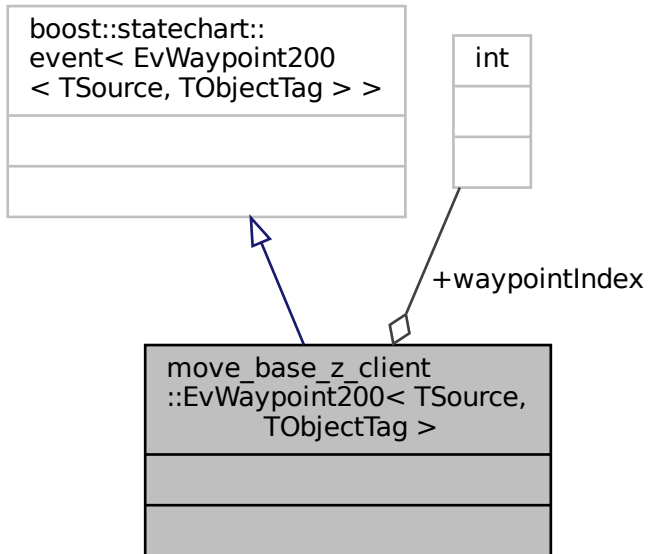 boost::statechart::
event< EvWaypoint200
< TSource, TObjectTag > >
int
+waypointIndex
move_base_z_client
::EvWaypoint200< TSource,
TObjectTag >